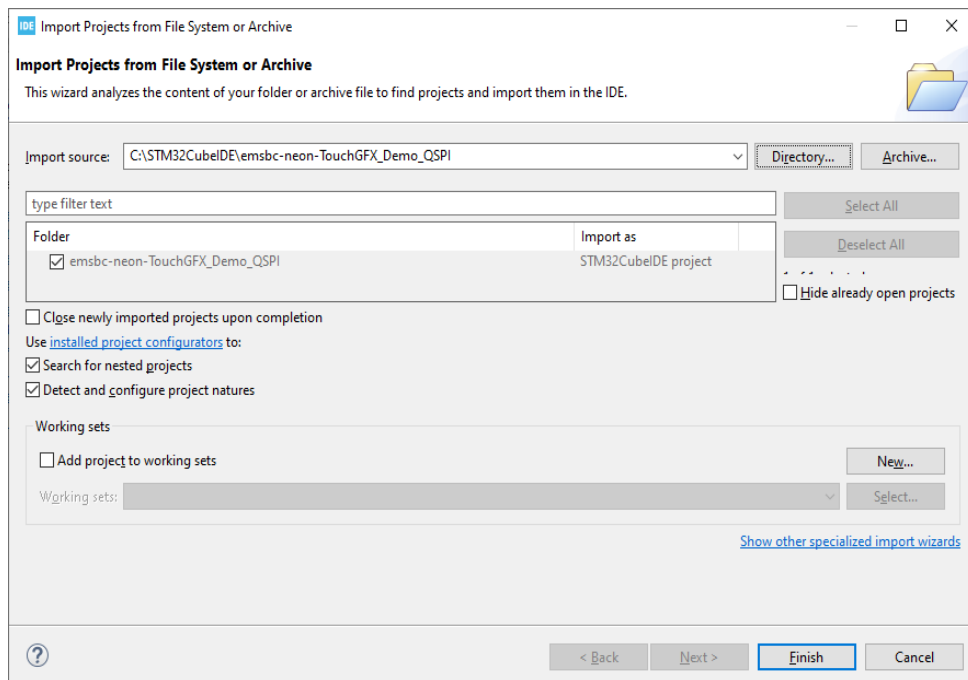 IDE Import Projects from File System or Archive
Import Projects from File System or Archive
This wizard analyzes the content of your folder or archive file to find projects and import them in the IDE.
Import source: C:\STM32CubeIDE\emsbc-neon-TouchGFX_Demo_QSPI Directory... Archive...
type filter text Select All
Folder Import as
Deselect All
emsbc-neon-TouchGFX_Demo_QSPI STM32CubeIDE project
Hide already open projects
Close newly imported projects upon completion
Use installed project configurators to:
Search for nested projects
Detect and configure project natures
Working sets
Add project to working sets New...
Working sets: Select...
Show other specialized import wizards
? < Back Next > Finish Cancel